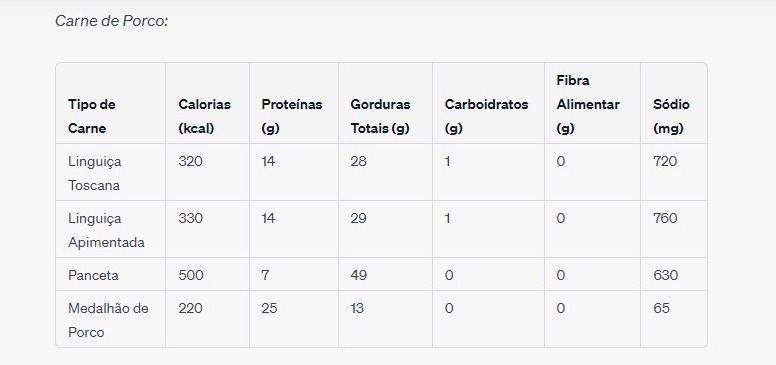 Carne de Porco:
Tipo de Carne	Calorias (kcal)	Proteínas (g)	Gorduras Totais (g)	Carboidratos (g)	Fibra Alimentar (g)	Sódio (mg)
Linguiça Toscana	320	14	28	1	0	720
Linguiça Apimentada	330	14	29	1	0	760
Panceta	500	7	49	0	0	630
Medalhão de Porco	220	25	13	0	0	65